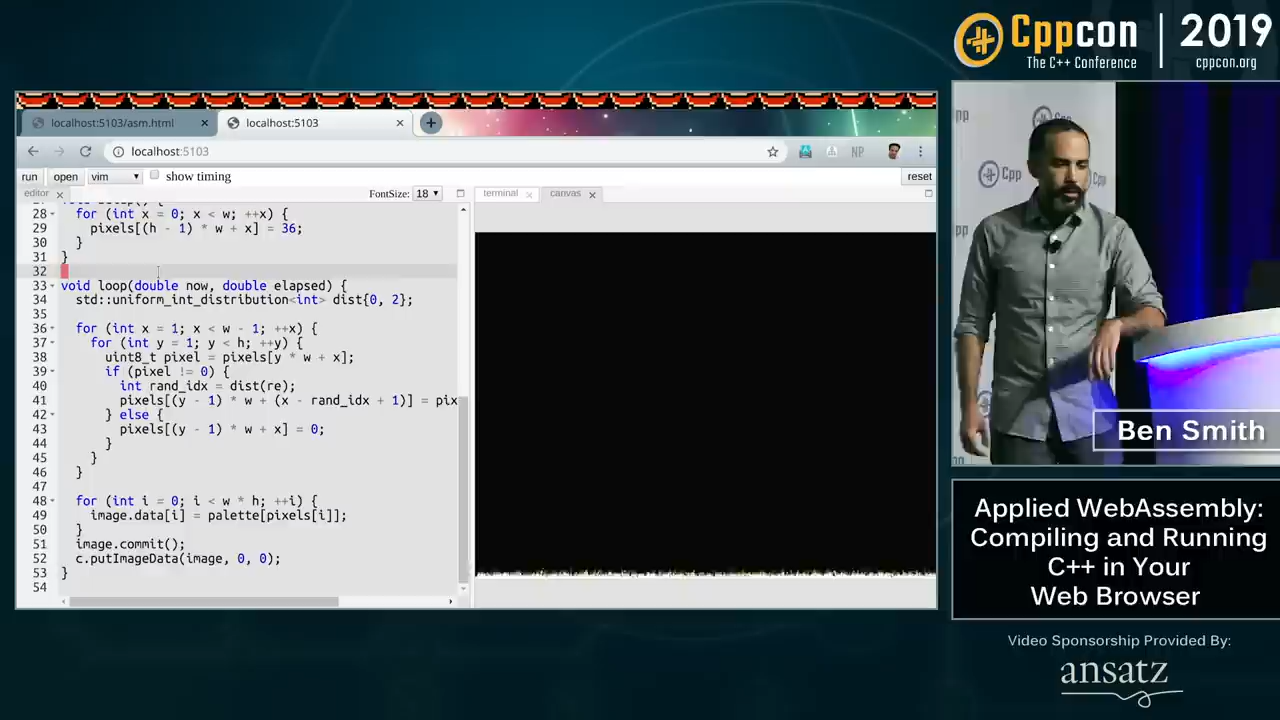 Cppcon | 2019
The C++ Conference
cppcon.org
localhost:5103/asm.html
localhost:5103
localhost:5103
NP
run open vim show timing reset
editor FontSize: 18 terminal canvas
28 for (int x = 0; x < w; ++x) {
29 pixels[(h - 1) * w + x] = 36;
30 }
31 }
32
33 void loop(double now, double elapsed) {
34 std::uniform_int_distribution<int> dist{0, 2};
35
36 for (int x = 1; x < w - 1; ++x) {
37 for (int y = 1; y < h; ++y) {
38 uint8_t pixel = pixels[y * w + x];
39 if (pixel != 0) {
40 int rand_idx = dist(re);
41 pixels[(y - 1) * w + (x - rand_idx + 1)] = pix
42 } else {
43 pixels[(y - 1) * w + x] = 0;
44 }
45 }
46 }
47
48 for (int i = 0; i < w * h; ++i) {
49 image.data[i] = palette[pixels[i]];
50 }
51 image.commit();
52 c.putImageData(image, 0, 0);
53 }
54
Cpp
Ben Smith
Applied WebAssembly:
Compiling and Running
C++ in Your
Web Browser
Video Sponsorship Provided By:
ansatz